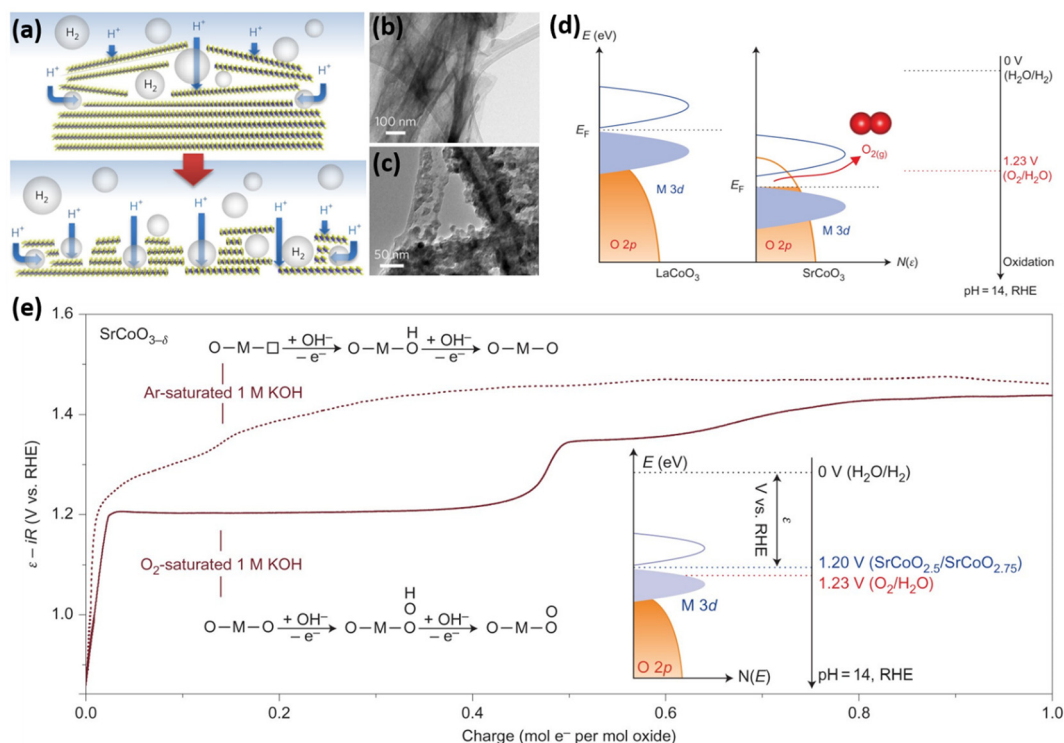 (a)
H₂
H⁺
H⁺
H⁺
H⁺
H₂
H⁺
H₂
H⁺
H⁺
H⁺
H⁺
H⁺
H⁺
H₂
H⁺
(b)
100 nm
(c)
50 nm
(d)
E (eV)
E_F
M 3d
O 2p
LaCoO₃
E_F
O₂(g)
M 3d
O 2p
SrCoO₃
N(ε)
0 V
(H₂O/H₂)
1.23 V
(O₂/H₂O)
Oxidation
pH = 14, RHE
(e)
1.6
1.4
1.2
1.0
ε – iR (V vs. RHE)
SrCoO₃₋δ
H
O–M–□ + OH⁻ – e⁻ O–M–O + OH⁻ – e⁻ O–M–O
Ar-saturated 1 M KOH
O₂-saturated 1 M KOH
H
O O
O–M–O + OH⁻ – e⁻ O–M–O + OH⁻ – e⁻ O–M–O
E (eV)
0 V (H₂O/H₂)
ε
V vs. RHE
1.20 V (SrCoO₂.₅/SrCoO₂.₇₅)
1.23 V (O₂/H₂O)
M 3d
O 2p
N(E)
pH = 14, RHE
0.0 0.2 0.4 0.6 0.8 1.0
Charge (mol e⁻ per mol oxide)